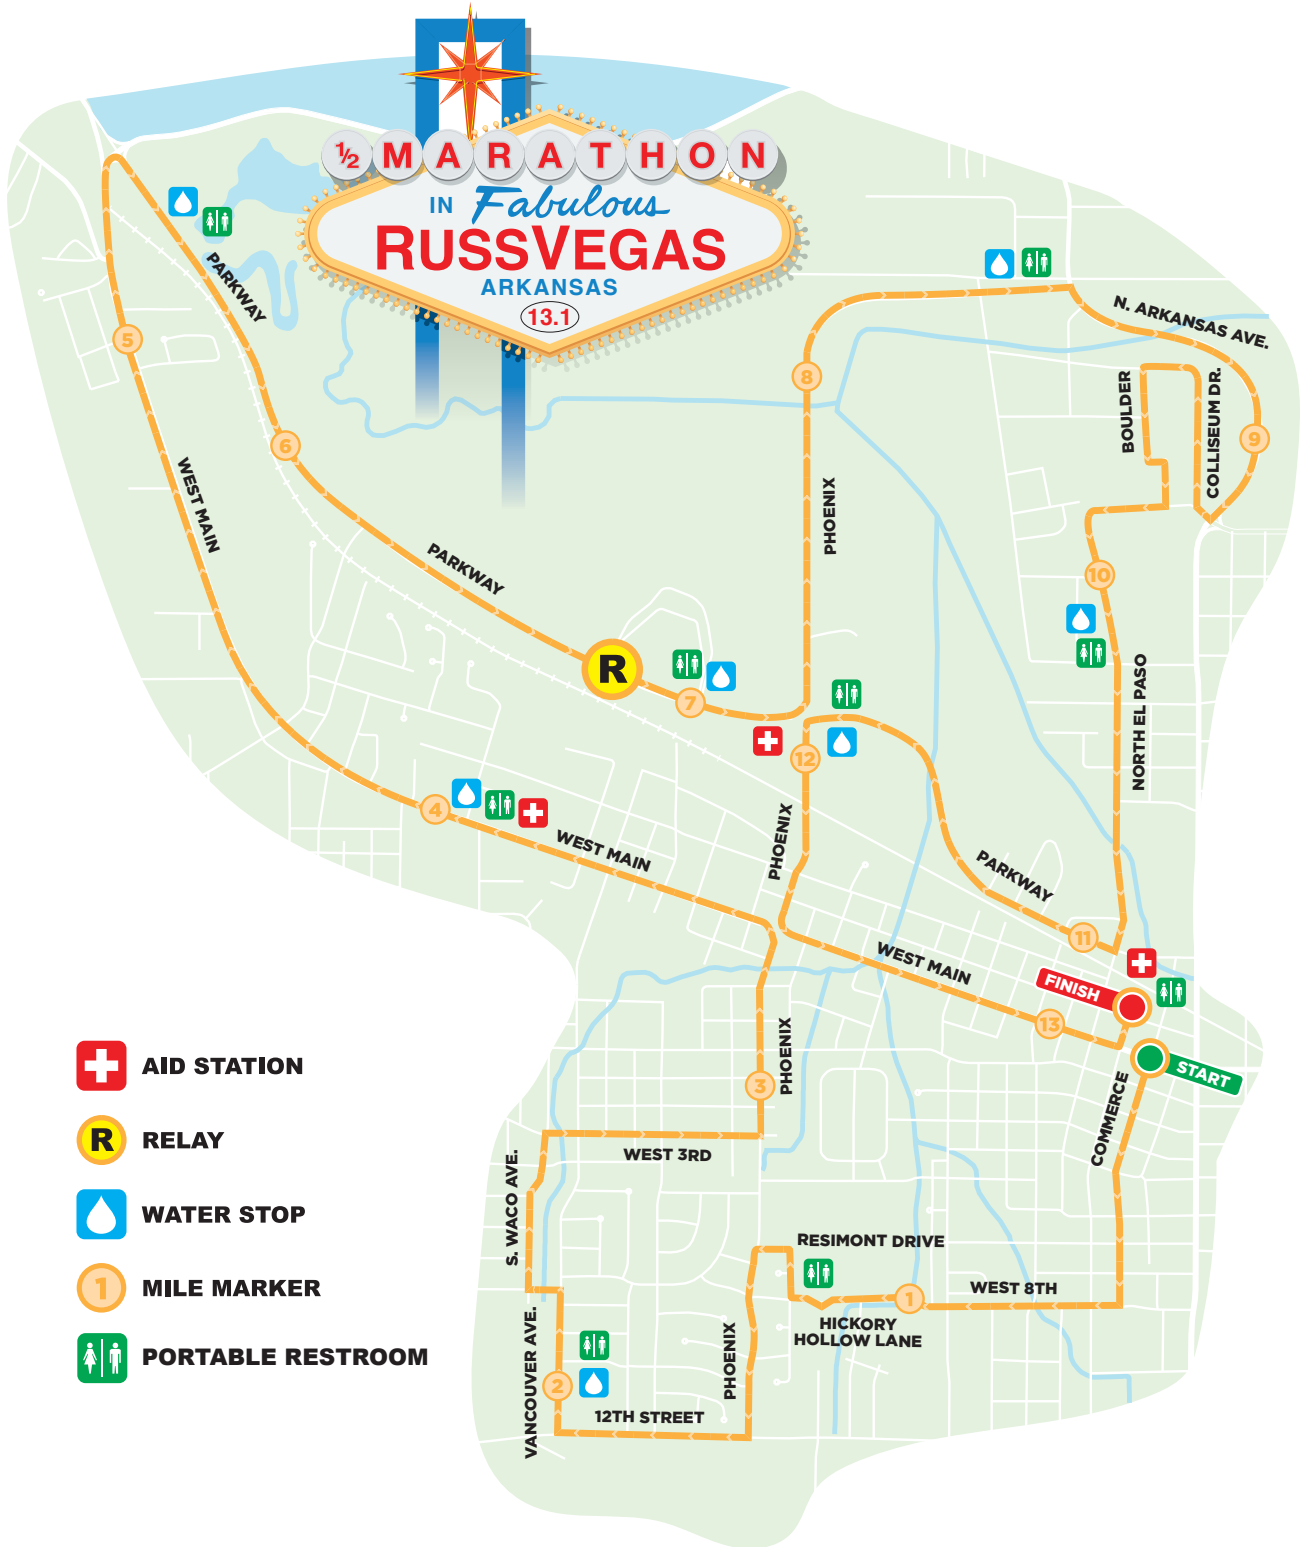 ½ MARATHON
IN Fabulous
RUSSVEGAS
ARKANSAS
13.1
PARKWAY
N. ARKANSAS AVE.
5
8
BOULDER
COLLISEUM DR.
9
6
WEST MAIN
PHOENIX
PARKWAY
10
R
7
NORTH EL PASO
12
4
WEST MAIN
PHOENIX
PARKWAY
11
WEST MAIN
FINISH
13
START
PHOENIX
3
COMMERCE
WEST 3RD
S. WACO AVE.
RESIMONT DRIVE
WEST 8TH
1
HICKORY
HOLLOW LANE
VANCOUVER AVE.
PHOENIX
2
12TH STREET
AID STATION
R RELAY
WATER STOP
1 MILE MARKER
PORTABLE RESTROOM